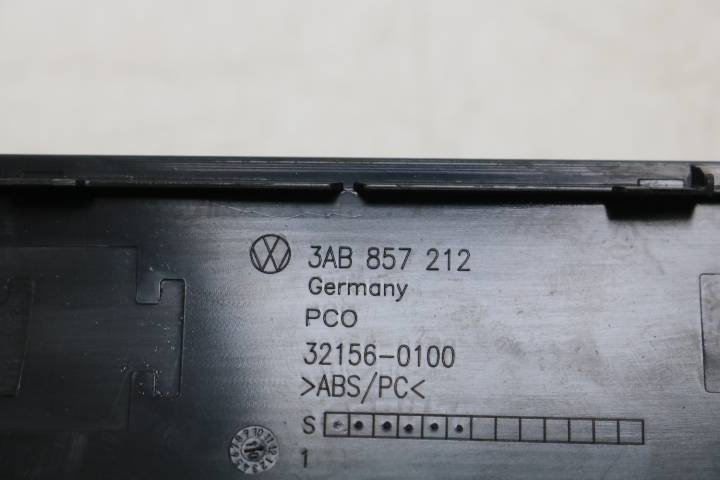 3AB 857 212
Germany
PCO
32156-0100
>ABS/PC<
S
1